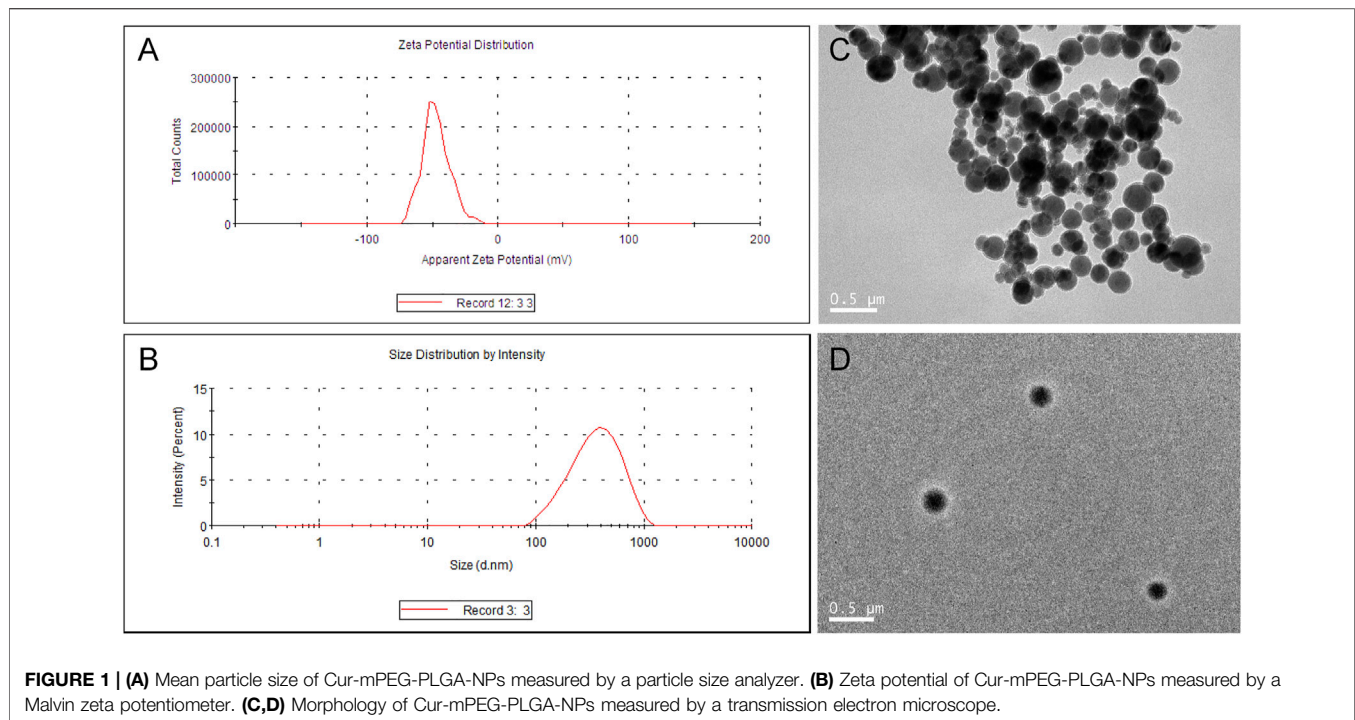 A
Zeta Potential Distribution
300000
200000
100000
0
Total Counts
-100
0
100
200
Apparent Zeta Potential (mV)
Record 12: 3 3
B
Size Distribution by Intensity
15
10
5
0
Intensity (Percent)
0.1
1
10
100
1000
10000
Size (d.nm)
Record 3: 3
C
0.5 µm
D
0.5 µm
FIGURE 1 | (A) Mean particle size of Cur-mPEG-PLGA-NPs measured by a particle size analyzer. (B) Zeta potential of Cur-mPEG-PLGA-NPs measured by a
Malvin zeta potentiometer. (C,D) Morphology of Cur-mPEG-PLGA-NPs measured by a transmission electron microscope.